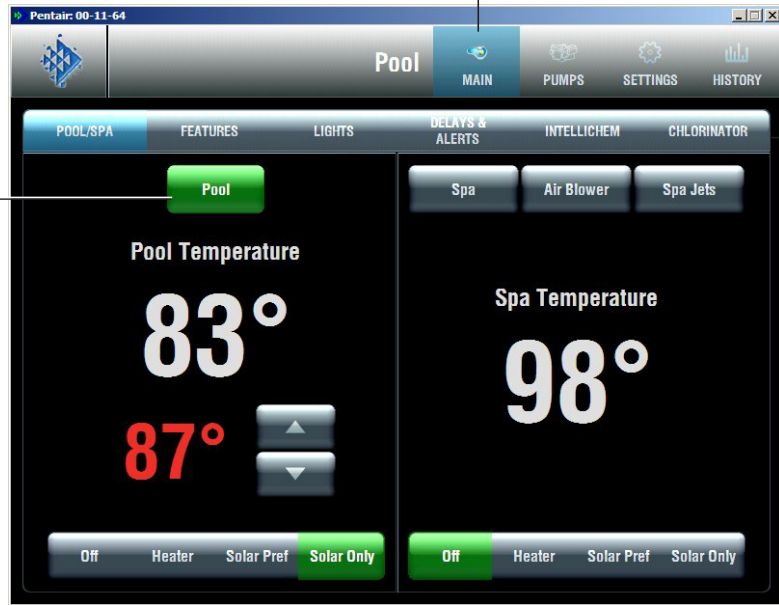 Pentair: 00-11-64
Pool
MAIN
PUMPS
SETTINGS
HISTORY
POOL/SPA
FEATURES
LIGHTS
DELAYS &
ALERTS
INTELLICHEM
CHLORINATOR
Pool
Spa
Air Blower
Spa Jets
Pool Temperature
83°
87°
Spa Temperature
98°
Off
Heater
Solar Pref
Solar Only
Off
Heater
Solar Pref
Solar Only